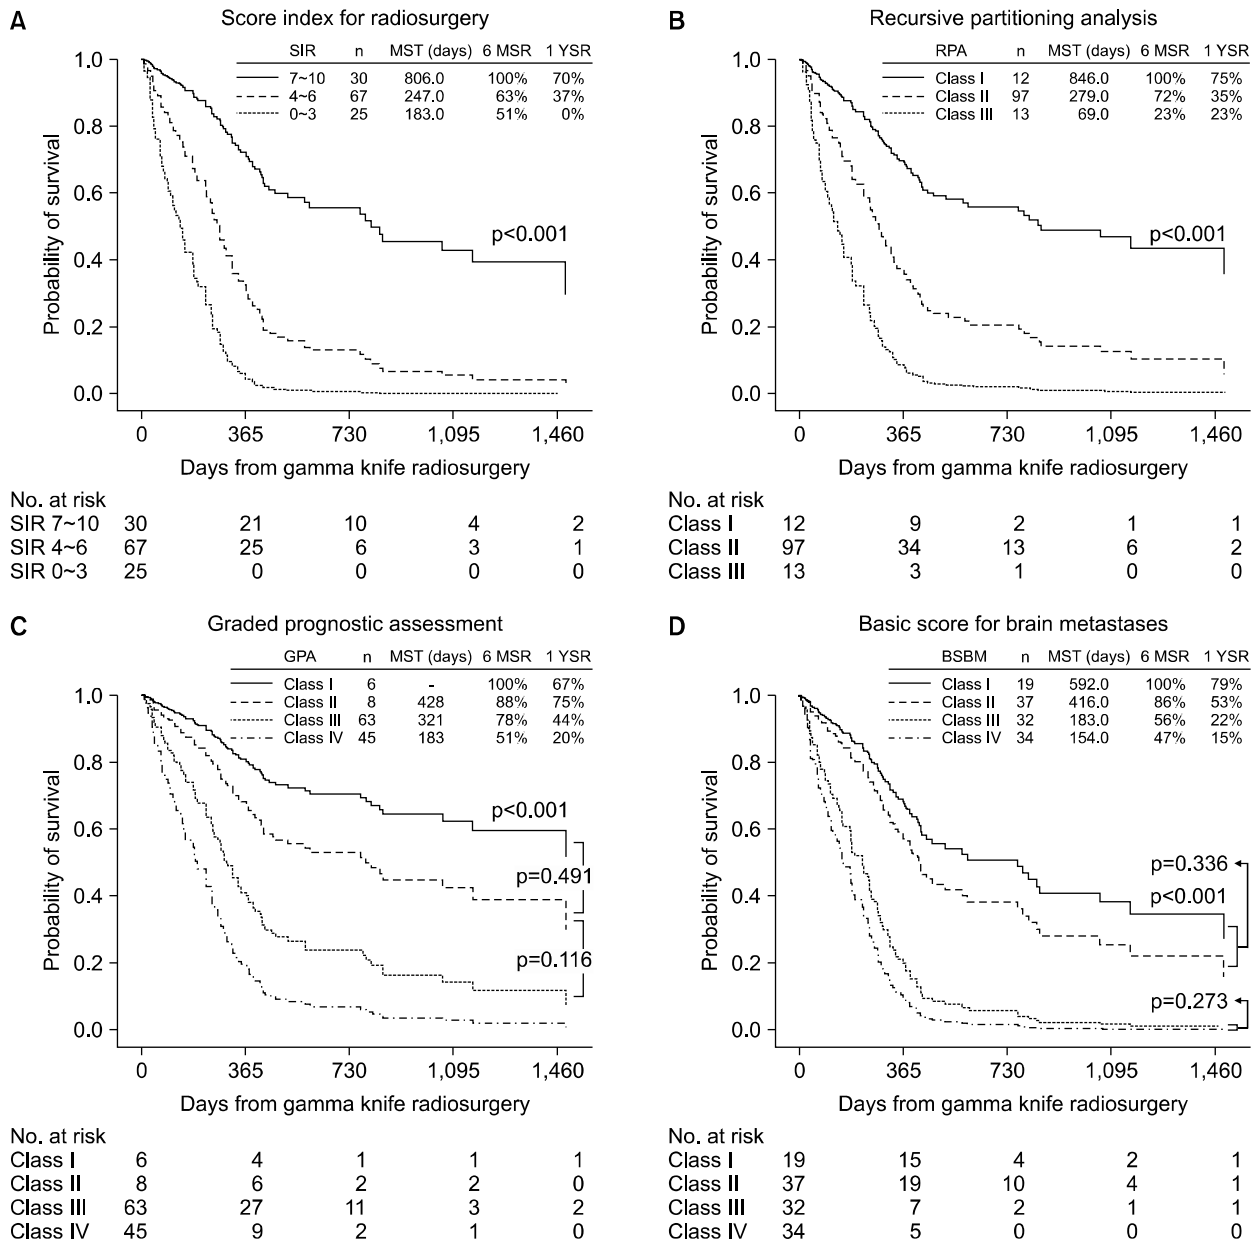 A Score index for radiosurgery
SIR n MST (days) 6 MSR 1 YSR
7~10 30 806.0 100% 70%
4~6 67 247.0 63% 37%
0~3 25 183.0 51% 0%
1.0
0.8
0.6
0.4
0.2
0.0
Probability of survival
p<0.001
0 365 730 1,095 1,460
Days from gamma knife radiosurgery
No. at risk
SIR 7~10 30 21 10 4 2
SIR 4~6 67 25 6 3 1
SIR 0~3 25 0 0 0 0
B Recursive partitioning analysis
RPA n MST (days) 6 MSR 1 YSR
Class I 12 846.0 100% 75%
Class II 97 279.0 72% 35%
Class III 13 69.0 23% 23%
1.0
0.8
0.6
0.4
0.2
0.0
Probability of survival
p<0.001
0 365 730 1,095 1,460
Days from gamma knife radiosurgery
No. at risk
Class I 12 9 2 1 1
Class II 97 34 13 6 2
Class III 13 3 1 0 0
C Graded prognostic assessment
GPA n MST (days) 6 MSR 1 YSR
Class I 6 - 100% 67%
Class II 8 428 88% 75%
Class III 63 321 78% 44%
Class IV 45 183 51% 20%
1.0
0.8
0.6
0.4
0.2
0.0
Probability of survival
p<0.001
p=0.491
p=0.116
0 365 730 1,095 1,460
Days from gamma knife radiosurgery
No. at risk
Class I 6 4 1 1 1
Class II 8 6 2 2 0
Class III 63 27 11 3 2
Class IV 45 9 2 1 0
D Basic score for brain metastases
BSBM n MST (days) 6 MSR 1 YSR
Class I 19 592.0 100% 79%
Class II 37 416.0 86% 53%
Class III 32 183.0 56% 22%
Class IV 34 154.0 47% 15%
1.0
0.8
0.6
0.4
0.2
0.0
Probability of survival
p=0.336
p<0.001
p=0.273
0 365 730 1,095 1,460
Days from gamma knife radiosurgery
No. at risk
Class I 19 15 4 2 1
Class II 37 19 10 4 1
Class III 32 7 2 1 1
Class IV 34 5 0 0 0